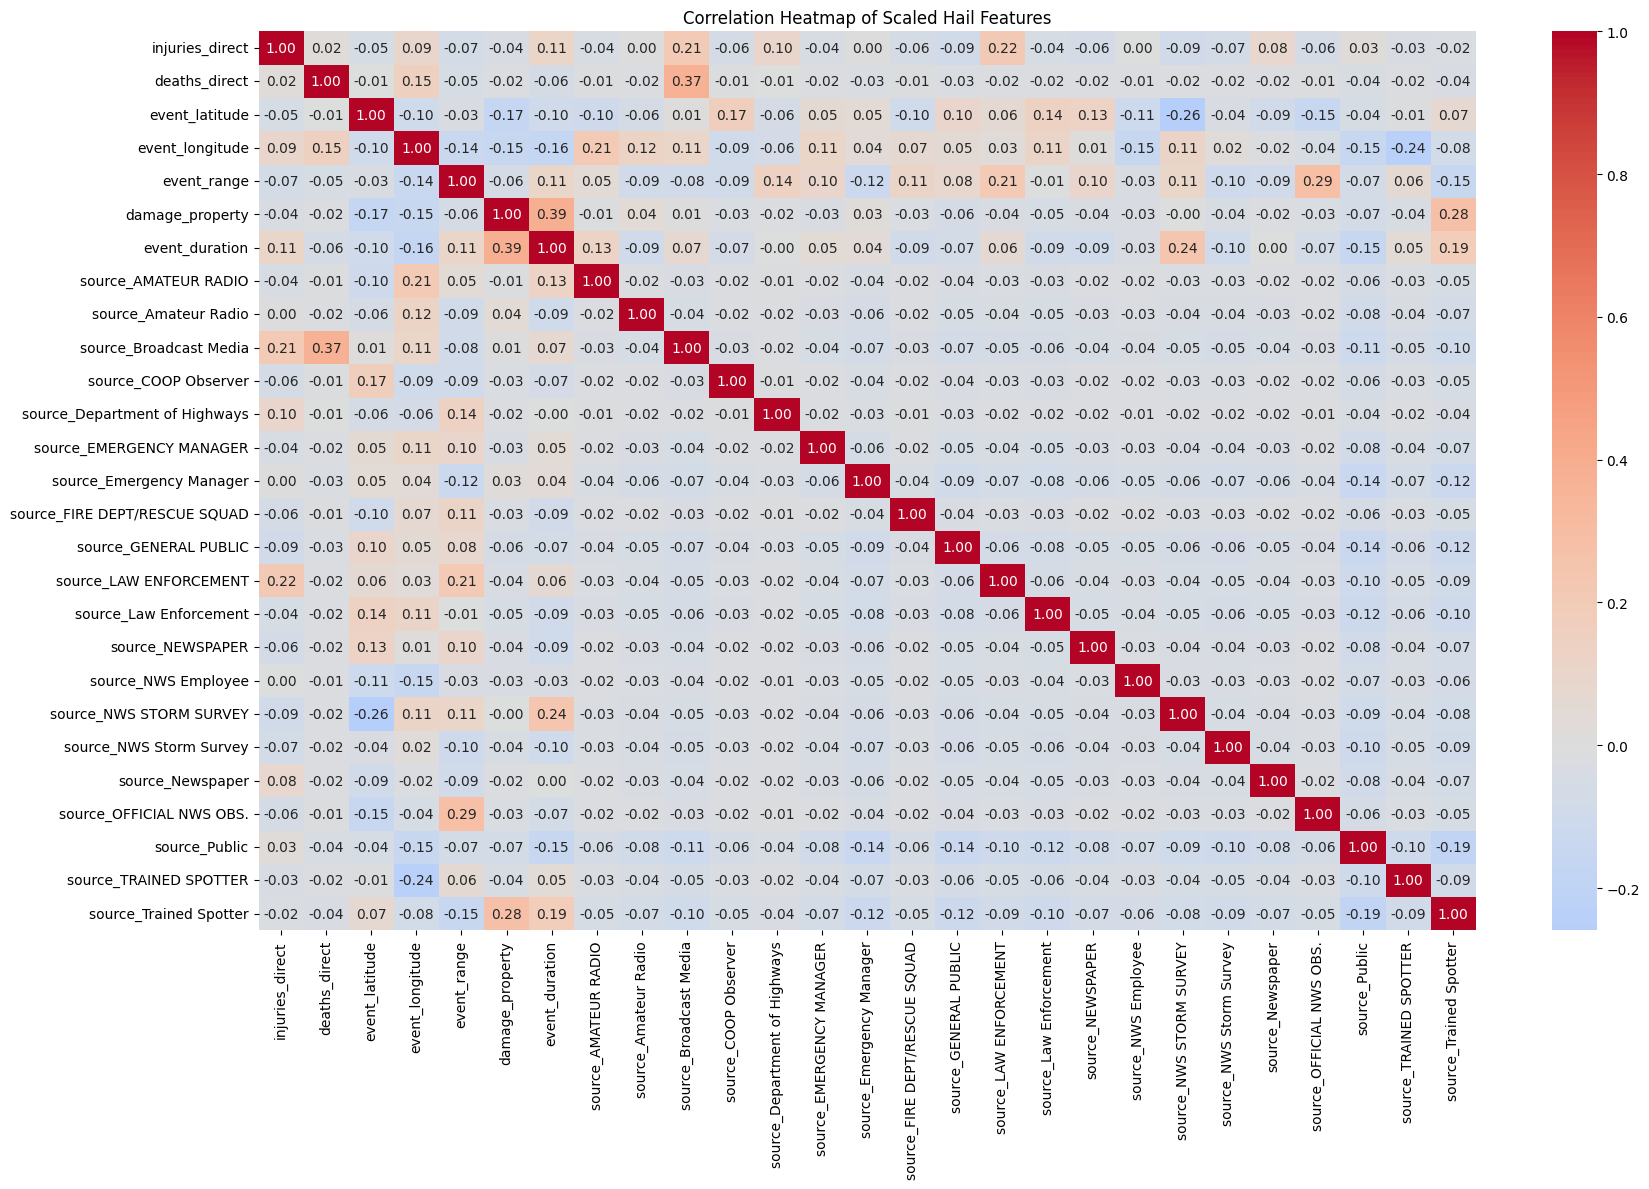 Correlation Heatmap of Scaled Hail Features
injuries_direct 1.00 0.02 -0.05 0.09 -0.07 -0.04 0.11 -0.04 0.00 0.21 -0.06 0.10 -0.04 0.00 -0.06 -0.09 0.22 -0.04 -0.06 0.00 -0.09 -0.07 0.08 -0.06 0.03 -0.03 -0.02
deaths_direct 0.02 1.00 -0.01 0.15 -0.05 -0.02 -0.06 -0.01 -0.02 0.37 -0.01 -0.01 -0.02 -0.03 -0.01 -0.03 -0.02 -0.02 -0.02 -0.01 -0.02 -0.02 -0.02 -0.01 -0.04 -0.02 -0.04
event_latitude -0.05 -0.01 1.00 -0.10 -0.03 -0.17 -0.10 -0.10 -0.06 0.01 0.17 -0.06 0.05 0.05 -0.10 0.10 0.06 0.14 0.13 -0.11 -0.26 -0.04 -0.09 -0.15 -0.04 -0.01 0.07
event_longitude 0.09 0.15 -0.10 1.00 -0.14 -0.15 -0.16 0.21 0.12 0.11 -0.09 -0.06 0.11 0.04 0.07 0.05 0.03 0.11 0.01 -0.15 0.11 0.02 -0.02 -0.04 -0.15 -0.24 -0.08
event_range -0.07 -0.05 -0.03 -0.14 1.00 -0.06 0.11 0.05 -0.09 -0.08 -0.09 0.14 0.10 -0.12 0.11 0.08 0.21 -0.01 0.10 -0.03 0.11 -0.10 -0.09 0.29 -0.07 0.06 -0.15
damage_property -0.04 -0.02 -0.17 -0.15 -0.06 1.00 0.39 -0.01 0.04 0.01 -0.03 -0.02 -0.03 0.03 -0.03 -0.06 -0.04 -0.05 -0.04 -0.03 -0.00 -0.04 -0.02 -0.03 -0.07 -0.04 0.28
event_duration 0.11 -0.06 -0.10 -0.16 0.11 0.39 1.00 0.13 -0.09 0.07 -0.07 -0.00 0.05 0.04 -0.09 -0.07 0.06 -0.09 -0.09 -0.03 0.24 -0.10 0.00 -0.07 -0.15 0.05 0.19
source_AMATEUR RADIO -0.04 -0.01 -0.10 0.21 0.05 -0.01 0.13 1.00 -0.02 -0.03 -0.02 -0.01 -0.02 -0.04 -0.02 -0.04 -0.03 -0.03 -0.02 -0.02 -0.03 -0.03 -0.02 -0.02 -0.06 -0.03 -0.05
source_Amateur Radio 0.00 -0.02 -0.06 0.12 -0.09 0.04 -0.09 -0.02 1.00 -0.04 -0.02 -0.02 -0.03 -0.06 -0.02 -0.05 -0.04 -0.05 -0.03 -0.03 -0.04 -0.04 -0.03 -0.02 -0.08 -0.04 -0.07
source_Broadcast Media 0.21 0.37 0.01 0.11 -0.08 0.01 0.07 -0.03 -0.04 1.00 -0.03 -0.02 -0.04 -0.07 -0.03 -0.07 -0.05 -0.06 -0.04 -0.04 -0.05 -0.05 -0.04 -0.03 -0.11 -0.05 -0.10
source_COOP Observer -0.06 -0.01 0.17 -0.09 -0.09 -0.03 -0.07 -0.02 -0.02 -0.03 1.00 -0.01 -0.02 -0.04 -0.02 -0.04 -0.03 -0.03 -0.02 -0.02 -0.03 -0.03 -0.02 -0.02 -0.06 -0.03 -0.05
source_Department of Highways 0.10 -0.01 -0.06 -0.06 0.14 -0.02 -0.00 -0.01 -0.02 -0.02 -0.01 1.00 -0.02 -0.03 -0.01 -0.03 -0.02 -0.02 -0.02 -0.01 -0.02 -0.02 -0.02 -0.01 -0.04 -0.02 -0.04
source_EMERGENCY MANAGER -0.04 -0.02 0.05 0.11 0.10 -0.03 0.05 -0.02 -0.03 -0.04 -0.02 -0.02 1.00 -0.06 -0.02 -0.05 -0.04 -0.05 -0.03 -0.03 -0.04 -0.04 -0.03 -0.02 -0.08 -0.04 -0.07
source_Emergency Manager 0.00 -0.03 0.05 0.04 -0.12 0.03 0.04 -0.04 -0.06 -0.07 -0.04 -0.03 -0.06 1.00 -0.04 -0.09 -0.07 -0.08 -0.06 -0.05 -0.06 -0.07 -0.06 -0.04 -0.14 -0.07 -0.12
source_FIRE DEPT/RESCUE SQUAD -0.06 -0.01 -0.10 0.07 0.11 -0.03 -0.09 -0.02 -0.02 -0.03 -0.02 -0.01 -0.02 -0.04 1.00 -0.04 -0.03 -0.03 -0.02 -0.02 -0.03 -0.03 -0.02 -0.02 -0.06 -0.03 -0.05
source_GENERAL PUBLIC -0.09 -0.03 0.10 0.05 0.08 -0.06 -0.07 -0.04 -0.05 -0.07 -0.04 -0.03 -0.05 -0.09 -0.04 1.00 -0.06 -0.08 -0.05 -0.05 -0.06 -0.06 -0.05 -0.04 -0.14 -0.06 -0.12
source_LAW ENFORCEMENT 0.22 -0.02 0.06 0.03 0.21 -0.04 0.06 -0.03 -0.04 -0.05 -0.03 -0.02 -0.04 -0.07 -0.03 -0.06 1.00 -0.06 -0.04 -0.03 -0.04 -0.05 -0.04 -0.03 -0.10 -0.05 -0.09
source_Law Enforcement -0.04 -0.02 0.14 0.11 -0.01 -0.05 -0.09 -0.03 -0.05 -0.06 -0.03 -0.02 -0.05 -0.08 -0.03 -0.08 -0.06 1.00 -0.05 -0.04 -0.05 -0.06 -0.05 -0.03 -0.12 -0.06 -0.10
source_NEWSPAPER -0.06 -0.02 0.13 0.01 0.10 -0.04 -0.09 -0.02 -0.03 -0.04 -0.02 -0.02 -0.03 -0.06 -0.02 -0.05 -0.04 -0.05 1.00 -0.03 -0.04 -0.04 -0.03 -0.02 -0.08 -0.04 -0.07
source_NWS Employee 0.00 -0.01 -0.11 -0.15 -0.03 -0.03 -0.03 -0.02 -0.03 -0.04 -0.02 -0.01 -0.03 -0.05 -0.02 -0.05 -0.03 -0.04 -0.03 1.00 -0.03 -0.03 -0.03 -0.02 -0.07 -0.03 -0.06
source_NWS STORM SURVEY -0.09 -0.02 -0.26 0.11 0.11 -0.00 0.24 -0.03 -0.04 -0.05 -0.03 -0.02 -0.04 -0.06 -0.03 -0.06 -0.04 -0.05 -0.04 -0.03 1.00 -0.04 -0.04 -0.03 -0.09 -0.04 -0.08
source_NWS Storm Survey -0.07 -0.02 -0.04 0.02 -0.10 -0.04 -0.10 -0.03 -0.04 -0.05 -0.03 -0.02 -0.04 -0.07 -0.03 -0.06 -0.05 -0.06 -0.04 -0.03 -0.04 1.00 -0.04 -0.03 -0.10 -0.05 -0.09
source_Newspaper 0.08 -0.02 -0.09 -0.02 -0.09 -0.02 0.00 -0.02 -0.03 -0.04 -0.02 -0.02 -0.03 -0.06 -0.02 -0.05 -0.04 -0.05 -0.03 -0.03 -0.04 -0.04 1.00 -0.02 -0.08 -0.04 -0.07
source_OFFICIAL NWS OBS. -0.06 -0.01 -0.15 -0.04 0.29 -0.03 -0.07 -0.02 -0.02 -0.03 -0.02 -0.01 -0.02 -0.04 -0.02 -0.04 -0.03 -0.03 -0.02 -0.02 -0.03 -0.03 -0.02 1.00 -0.06 -0.03 -0.05
source_Public 0.03 -0.04 -0.04 -0.15 -0.07 -0.07 -0.15 -0.06 -0.08 -0.11 -0.06 -0.04 -0.08 -0.14 -0.06 -0.14 -0.10 -0.12 -0.08 -0.07 -0.09 -0.10 -0.08 -0.06 1.00 -0.10 -0.19
source_TRAINED SPOTTER -0.03 -0.02 -0.01 -0.24 0.06 -0.04 0.05 -0.03 -0.04 -0.05 -0.03 -0.02 -0.04 -0.07 -0.03 -0.06 -0.05 -0.06 -0.04 -0.03 -0.04 -0.05 -0.04 -0.03 -0.10 1.00 -0.09
source_Trained Spotter -0.02 -0.04 0.07 -0.08 -0.15 0.28 0.19 -0.05 -0.07 -0.10 -0.05 -0.04 -0.07 -0.12 -0.05 -0.12 -0.09 -0.10 -0.07 -0.06 -0.08 -0.09 -0.07 -0.05 -0.19 -0.09 1.00
injuries_direct
deaths_direct
event_latitude
event_longitude
event_range
damage_property
event_duration
source_AMATEUR RADIO
source_Amateur Radio
source_Broadcast Media
source_COOP Observer
source_Department of Highways
source_EMERGENCY MANAGER
source_Emergency Manager
source_FIRE DEPT/RESCUE SQUAD
source_GENERAL PUBLIC
source_LAW ENFORCEMENT
source_Law Enforcement
source_NEWSPAPER
source_NWS Employee
source_NWS STORM SURVEY
source_NWS Storm Survey
source_Newspaper
source_OFFICIAL NWS OBS.
source_Public
source_TRAINED SPOTTER
source_Trained Spotter
1.0
0.8
0.6
0.4
0.2
0.0
−0.2